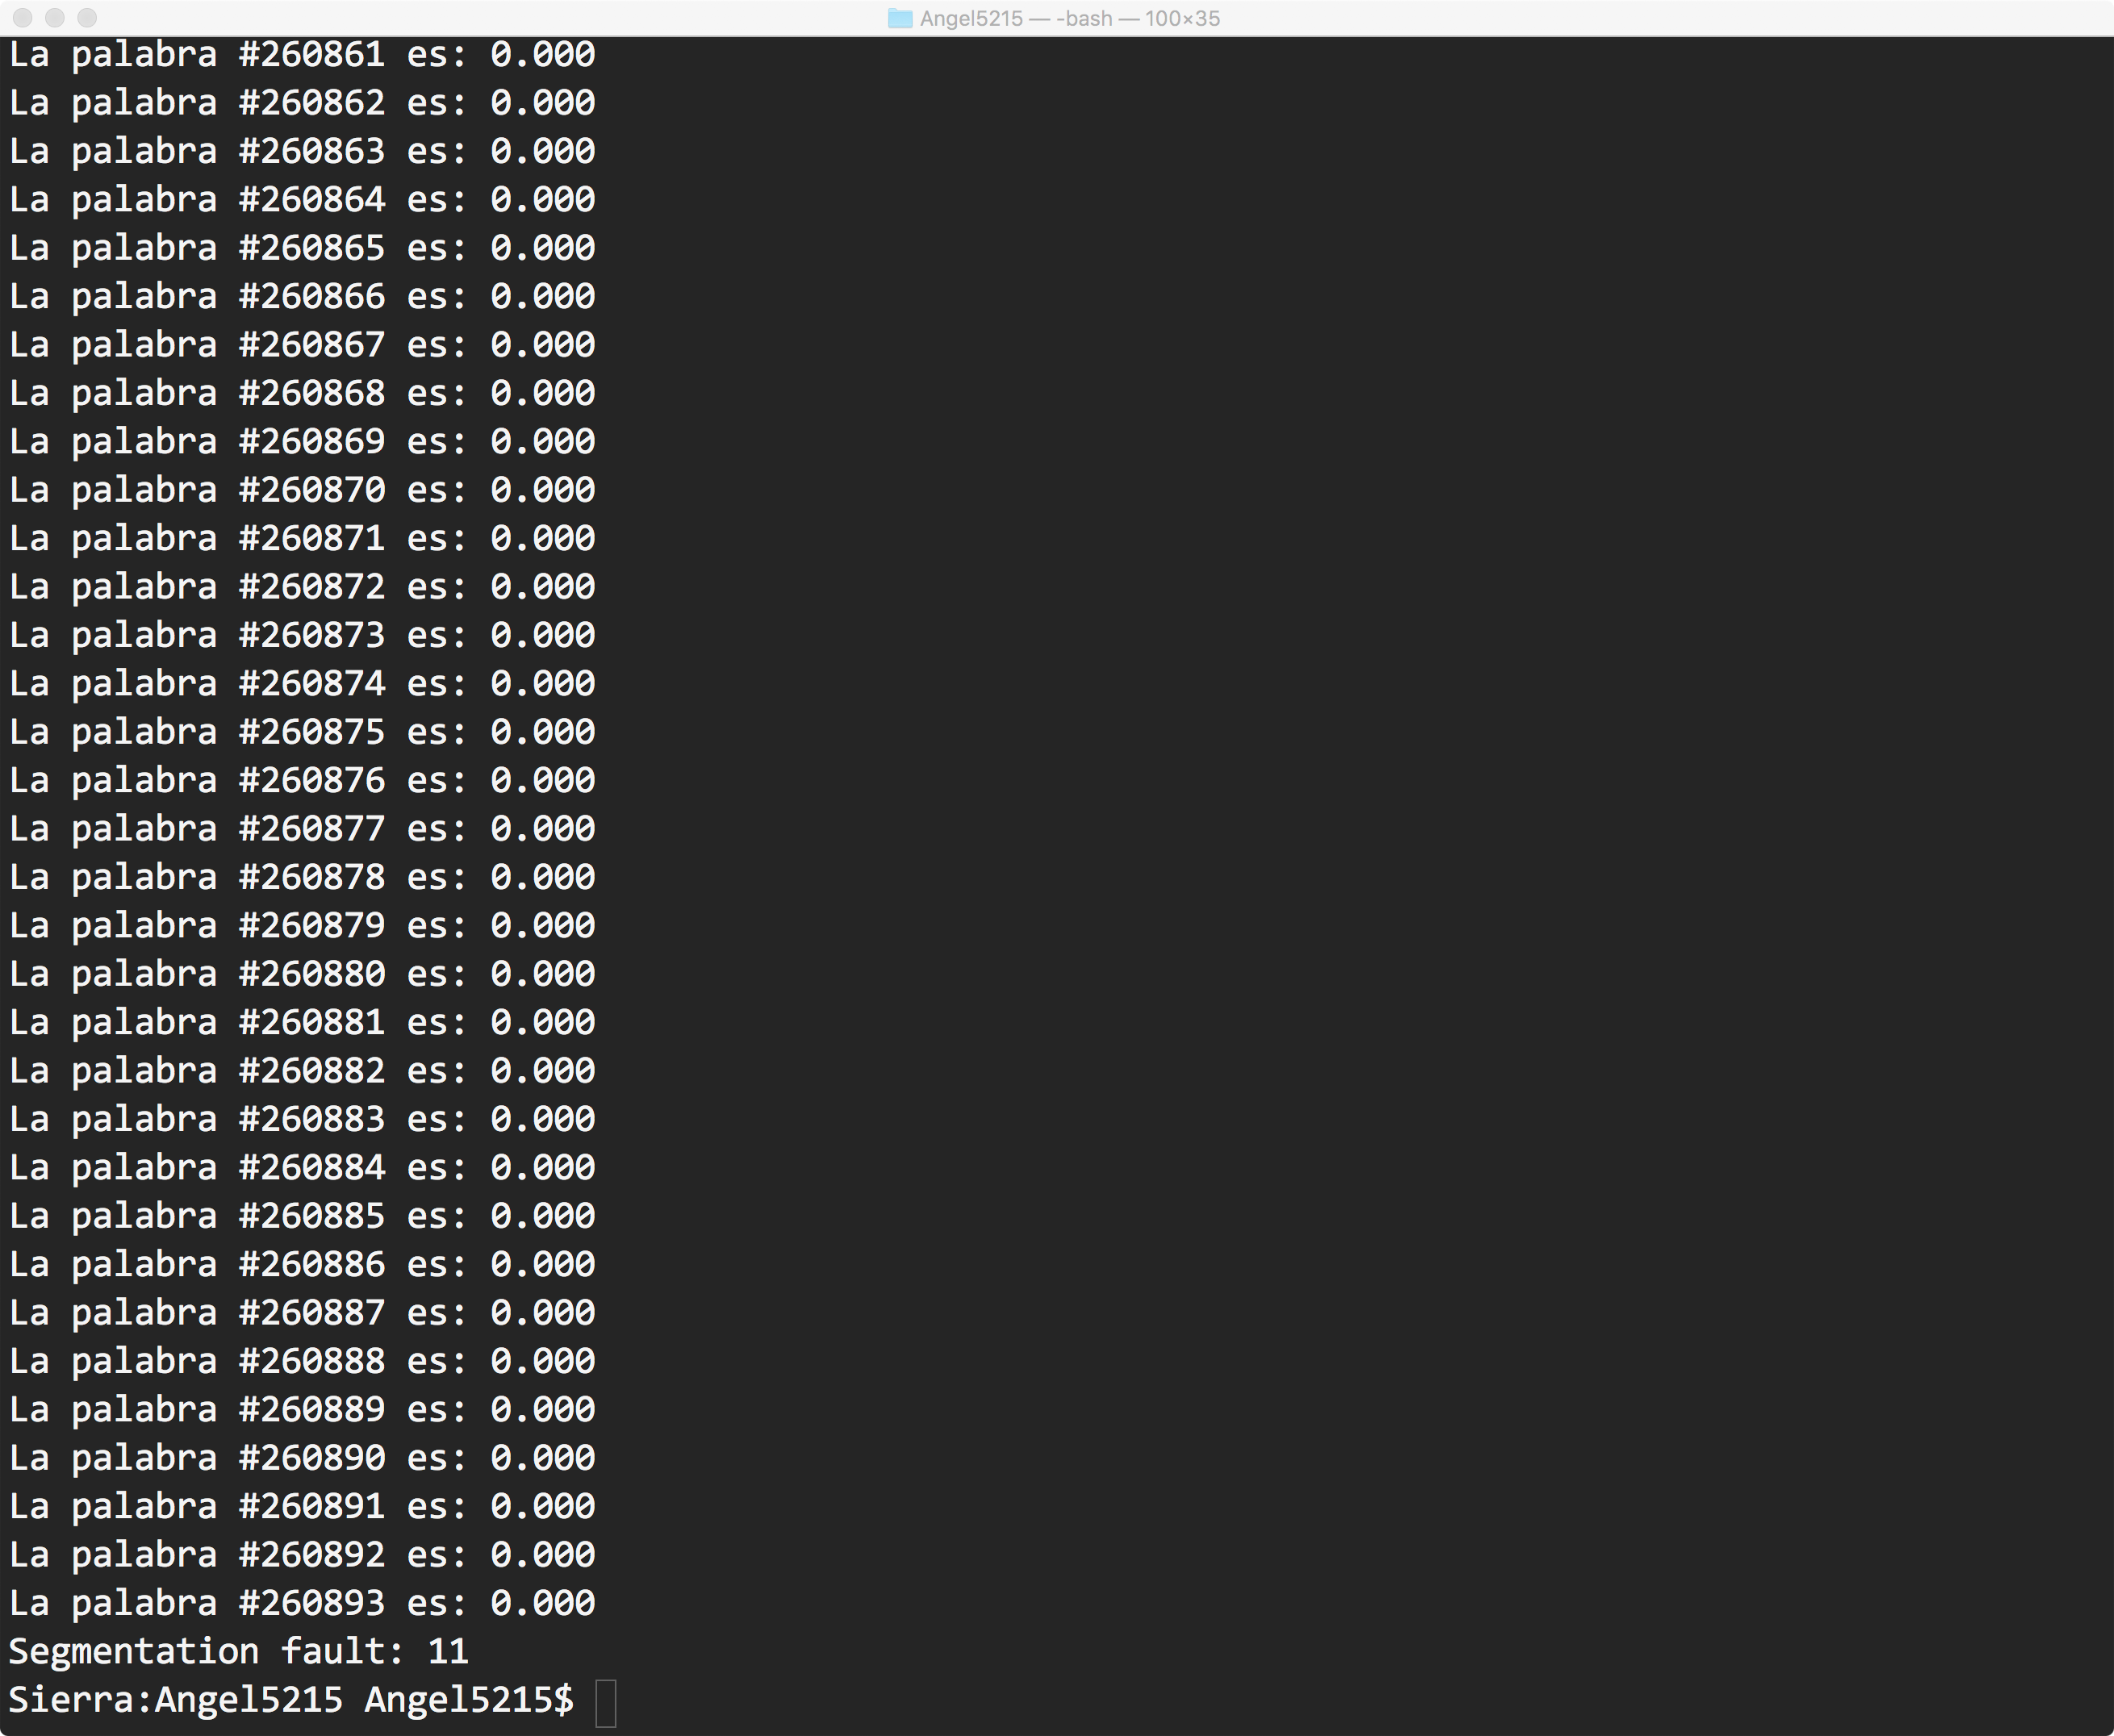 Angel5215 — -bash — 100×35
La palabra #260861 es: 0.000
La palabra #260862 es: 0.000
La palabra #260863 es: 0.000
La palabra #260864 es: 0.000
La palabra #260865 es: 0.000
La palabra #260866 es: 0.000
La palabra #260867 es: 0.000
La palabra #260868 es: 0.000
La palabra #260869 es: 0.000
La palabra #260870 es: 0.000
La palabra #260871 es: 0.000
La palabra #260872 es: 0.000
La palabra #260873 es: 0.000
La palabra #260874 es: 0.000
La palabra #260875 es: 0.000
La palabra #260876 es: 0.000
La palabra #260877 es: 0.000
La palabra #260878 es: 0.000
La palabra #260879 es: 0.000
La palabra #260880 es: 0.000
La palabra #260881 es: 0.000
La palabra #260882 es: 0.000
La palabra #260883 es: 0.000
La palabra #260884 es: 0.000
La palabra #260885 es: 0.000
La palabra #260886 es: 0.000
La palabra #260887 es: 0.000
La palabra #260888 es: 0.000
La palabra #260889 es: 0.000
La palabra #260890 es: 0.000
La palabra #260891 es: 0.000
La palabra #260892 es: 0.000
La palabra #260893 es: 0.000
Segmentation fault: 11
Sierra:Angel5215 Angel5215$